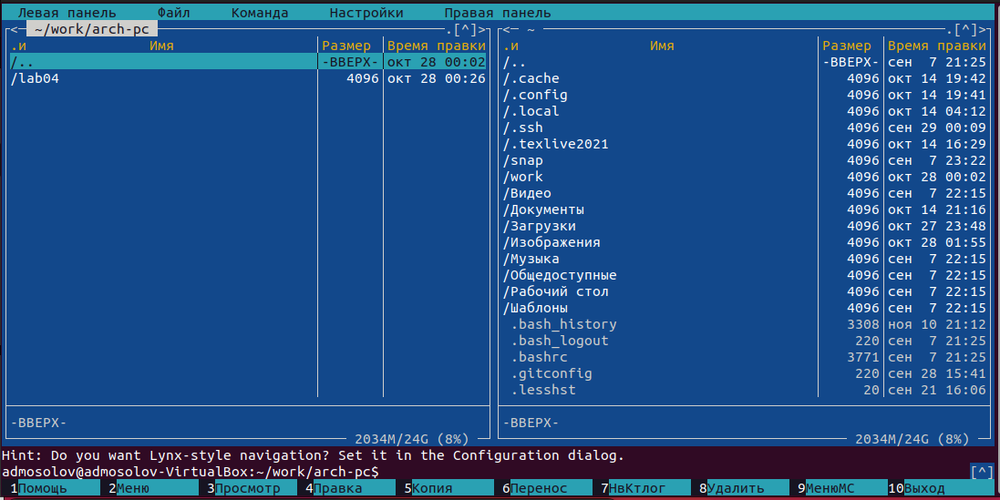 Левая панель Файл Команда Настройки Правая панель
<- ~/work/arch-pc .[^]>
.и Имя Размер Время правки
/.. -ВВЕРХ- окт 28 00:02
/lab04 4096 окт 28 00:26
-ВВЕРХ-
2034M/24G (8%)
<- ~ .[^]>
.и Имя Размер Время правки
/.. -ВВЕРХ- сен 7 21:25
/.cache 4096 окт 14 19:42
/.config 4096 окт 14 19:41
/.local 4096 окт 14 04:12
/.ssh 4096 сен 29 00:09
/.texlive2021 4096 окт 14 16:29
/snap 4096 сен 7 23:22
/work 4096 окт 28 00:02
/Видео 4096 сен 7 22:15
/Документы 4096 окт 14 21:16
/Загрузки 4096 окт 27 23:48
/Изображения 4096 окт 28 01:55
/Музыка 4096 сен 7 22:15
/Общедоступные 4096 сен 7 22:15
/Рабочий стол 4096 сен 7 22:15
/Шаблоны 4096 сен 7 22:15
.bash_history 3308 ноя 10 21:12
.bash_logout 220 сен 7 21:25
.bashrc 3771 сен 7 21:25
.gitconfig 220 сен 28 15:41
.lesshst 20 сен 21 16:06
-ВВЕРХ-
2034M/24G (8%)
Hint: Do you want Lynx-style navigation? Set it in the Configuration dialog.
admosolov@admosolov-VirtualBox:~/work/arch-pc$ [^]
1Помощь 2Меню 3Просмотр 4Правка 5Копия 6Перенос 7НвКтлог 8Удалить 9МенюМС 10Выход